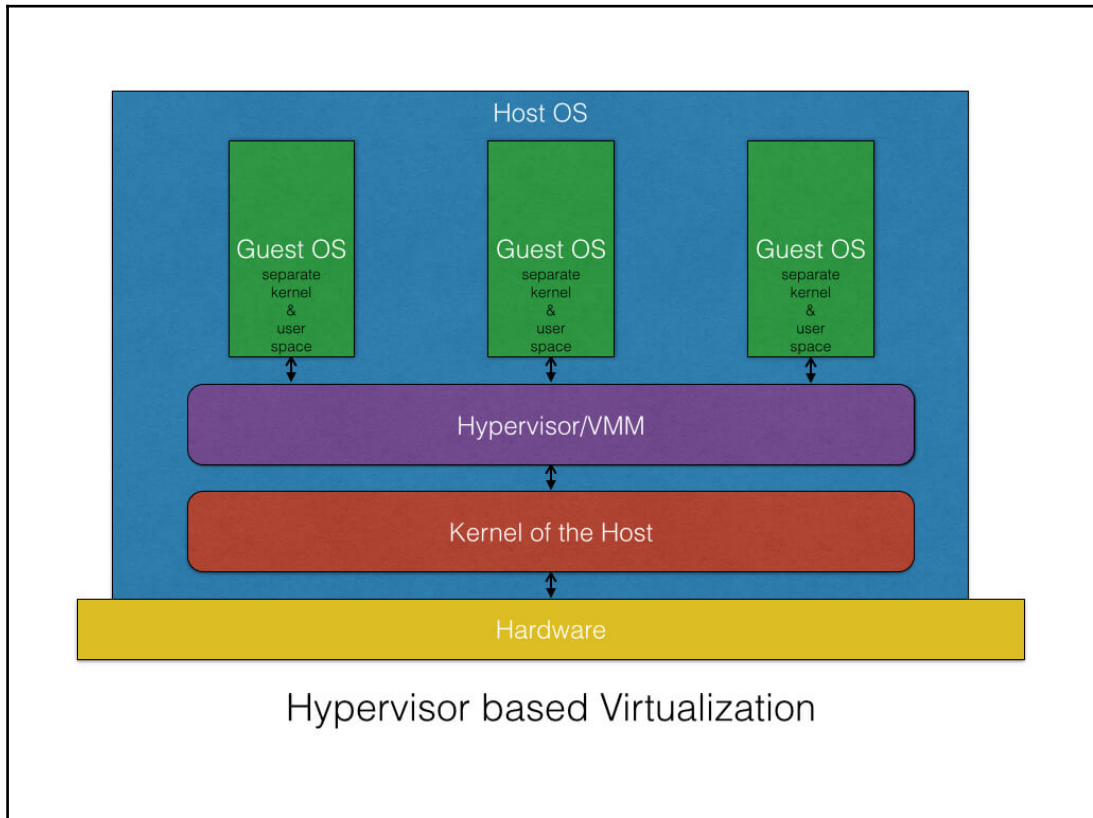 Host OS
Guest OS
separate
kernel
&
user
space
Guest OS
separate
kernel
&
user
space
Guest OS
separate
kernel
&
user
space
Hypervisor/VMM
Kernel of the Host
Hardware
Hypervisor based Virtualization